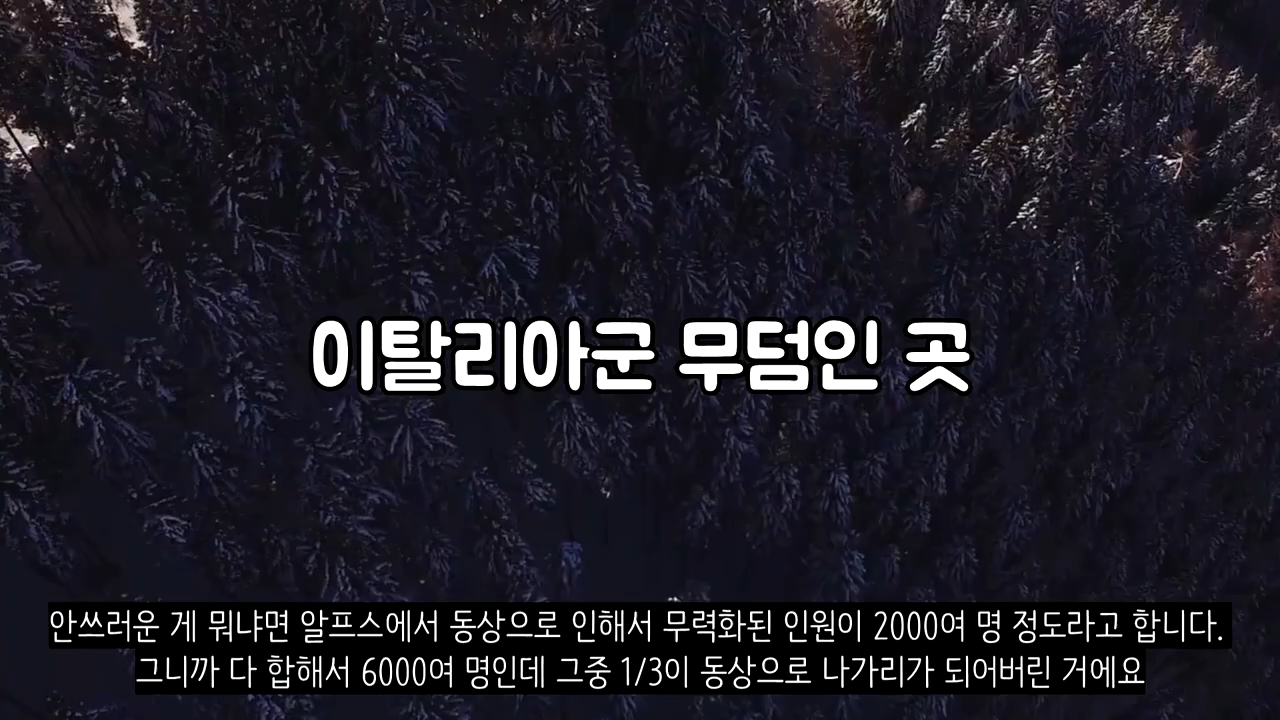 이탈리아군 무덤인 곳
안쓰러운 게 뭐냐면 알프스에서 동상으로 인해서 무력화된 인원이 2000여 명 정도라고 합니다.
그니까 다 합해서 6000여 명인데 그중 1/3이 동상으로 나가리가 되어버린 거에요